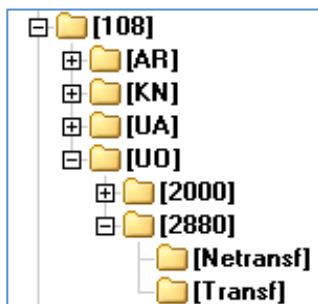 [108]
[AR]
[KN]
[UA]
[UO]
[2000]
[2880]
[Netransf]
[Transf]